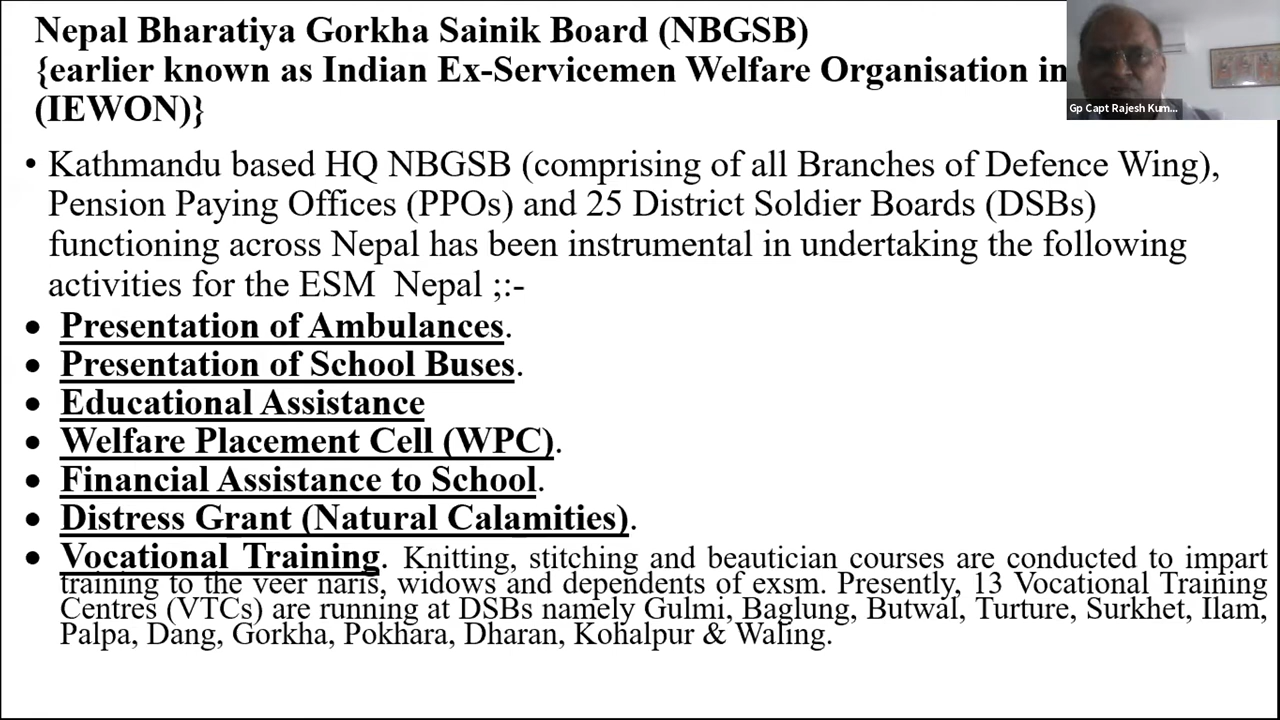 Nepal Bharatiya Gorkha Sainik Board (NBGSB)
{earlier known as Indian Ex-Servicemen Welfare Organisation in
(IEWON)}
Gp Capt Rajesh Kum...
• Kathmandu based HQ NBGSB (comprising of all Branches of Defence Wing),
Pension Paying Offices (PPOs) and 25 District Soldier Boards (DSBs)
functioning across Nepal has been instrumental in undertaking the following
activities for the ESM Nepal ;:-
• Presentation of Ambulances.
• Presentation of School Buses.
• Educational Assistance
• Welfare Placement Cell (WPC).
• Financial Assistance to School.
• Distress Grant (Natural Calamities).
• Vocational Training. Knitting, stitching and beautician courses are conducted to impart
training to the veer naris, widows and dependents of exsm. Presently, 13 Vocational Training
Centres (VTCs) are running at DSBs namely Gulmi, Baglung, Butwal, Turture, Surkhet, Ilam,
Palpa, Dang, Gorkha, Pokhara, Dharan, Kohalpur & Waling.